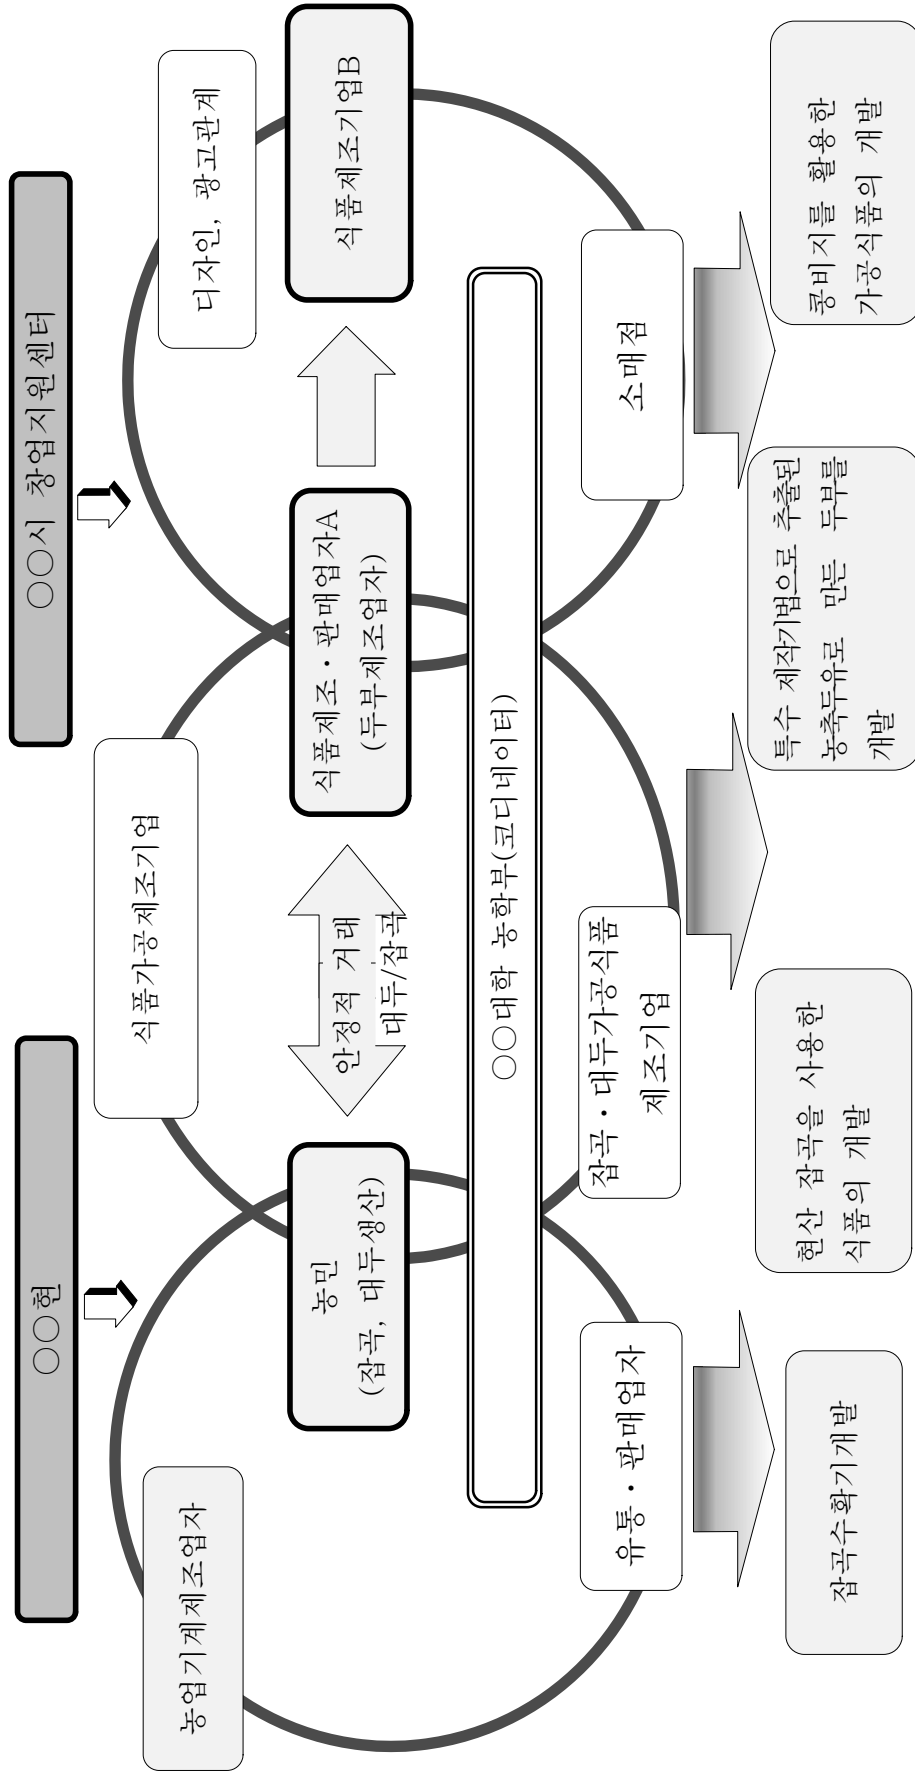 ○○현
○○시 창업지원센터
농업기계제조업자
식품가공제조기업
디자인, 광고관계
농민
(잡곡, 대두생산)
안정적 거래
대두/잡곡
식품제조·판매업자A
(두부제조업자)
식품제조기업B
○○대학 농학부(코디네이터)
유통·판매업자
잡곡·대두가공식품
제조기업
소매점
잡곡수확기개발
현산 잡곡을 사용한
식품의 개발
특수 제작기법으로 추출된
농축두유로 만든 두부를
개발
콩비지를 활용한
가공식품의 개발